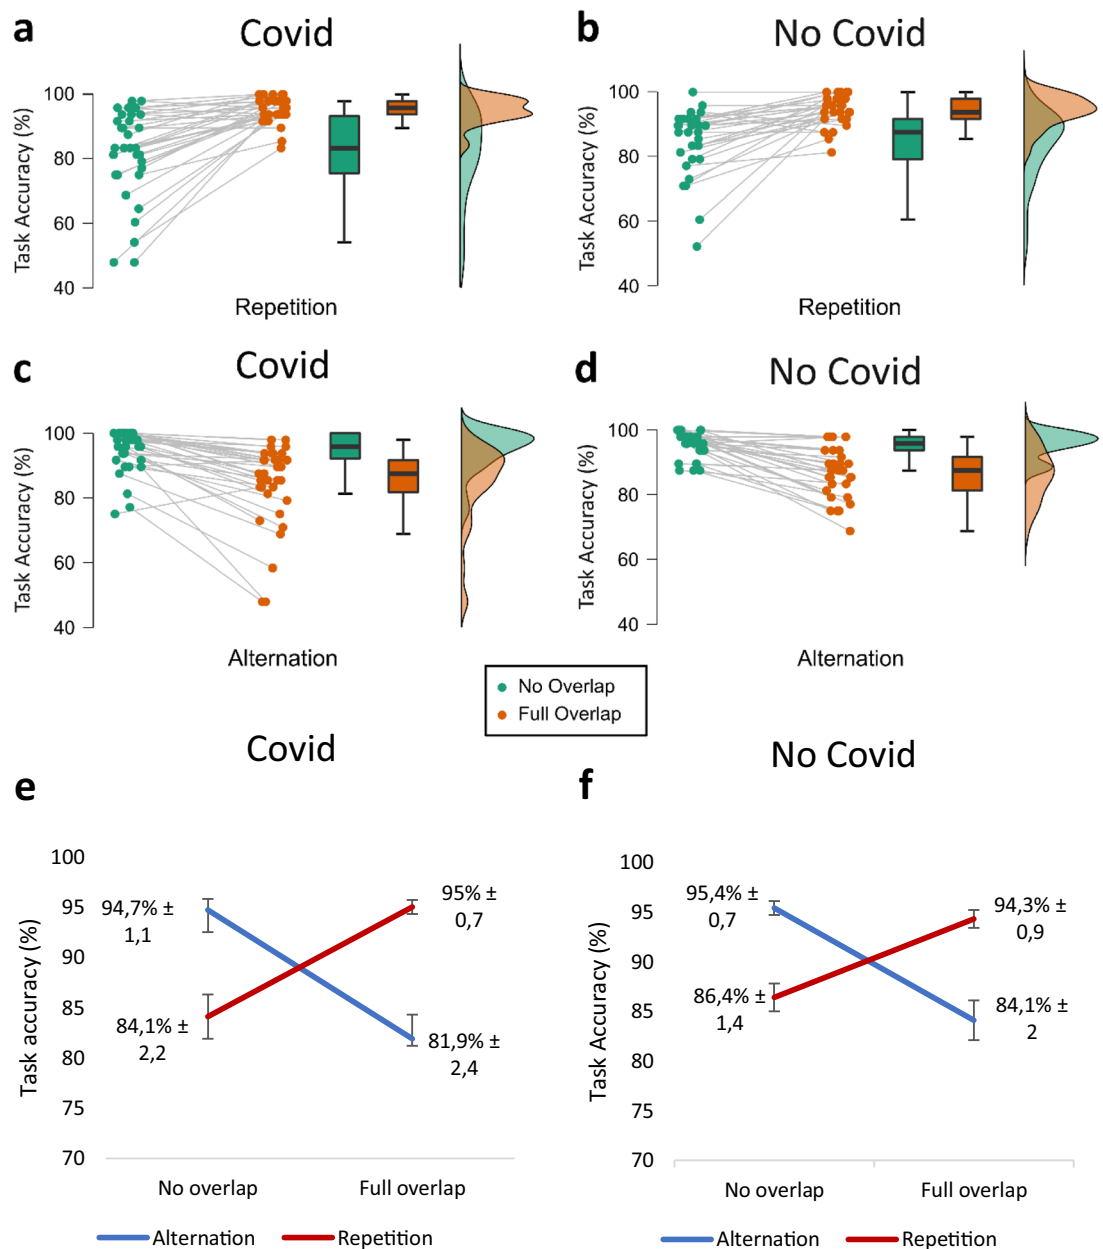 a
Covid
Task Accuracy (%)
100
80
60
40
Repetition
b
No Covid
Task Accuracy (%)
100
80
60
40
Repetition
c
Covid
Task Accuracy (%)
100
80
60
40
Alternation
d
No Covid
Task Accuracy (%)
100
80
60
40
Alternation
No Overlap
Full Overlap
e
Covid
Task accuracy (%)
100
95
90
85
80
75
70
94,7% ±
1,1
95% ±
0,7
84,1% ±
2,2
81,9% ±
2,4
No overlap
Full overlap
Alternation
Repetition
f
No Covid
Task Accuracy (%)
100
95
90
85
80
75
70
95,4% ±
0,7
94,3% ±
0,9
86,4% ±
1,4
84,1% ±
2
No overlap
Full overlap
Alternation
Repetition